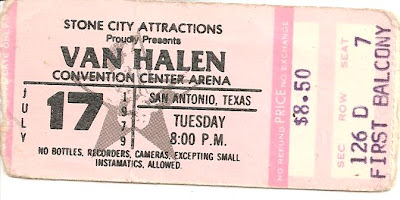 STONE CITY ATTRACTIONS
Proudly Presents
VAN HALEN
CONVENTION CENTER ARENA
JULY
17
1979
SAN ANTONIO, TEXAS
TUESDAY
8:00 P.M.
NO BOTTLES, RECORDERS, CAMERAS, EXCEPTING SMALL
INSTAMATICS, ALLOWED.
NO REFUND PRICE NO EXCHANGE
$8.50
SEC ROW SEAT
126 D 7
FIRST BALCONY